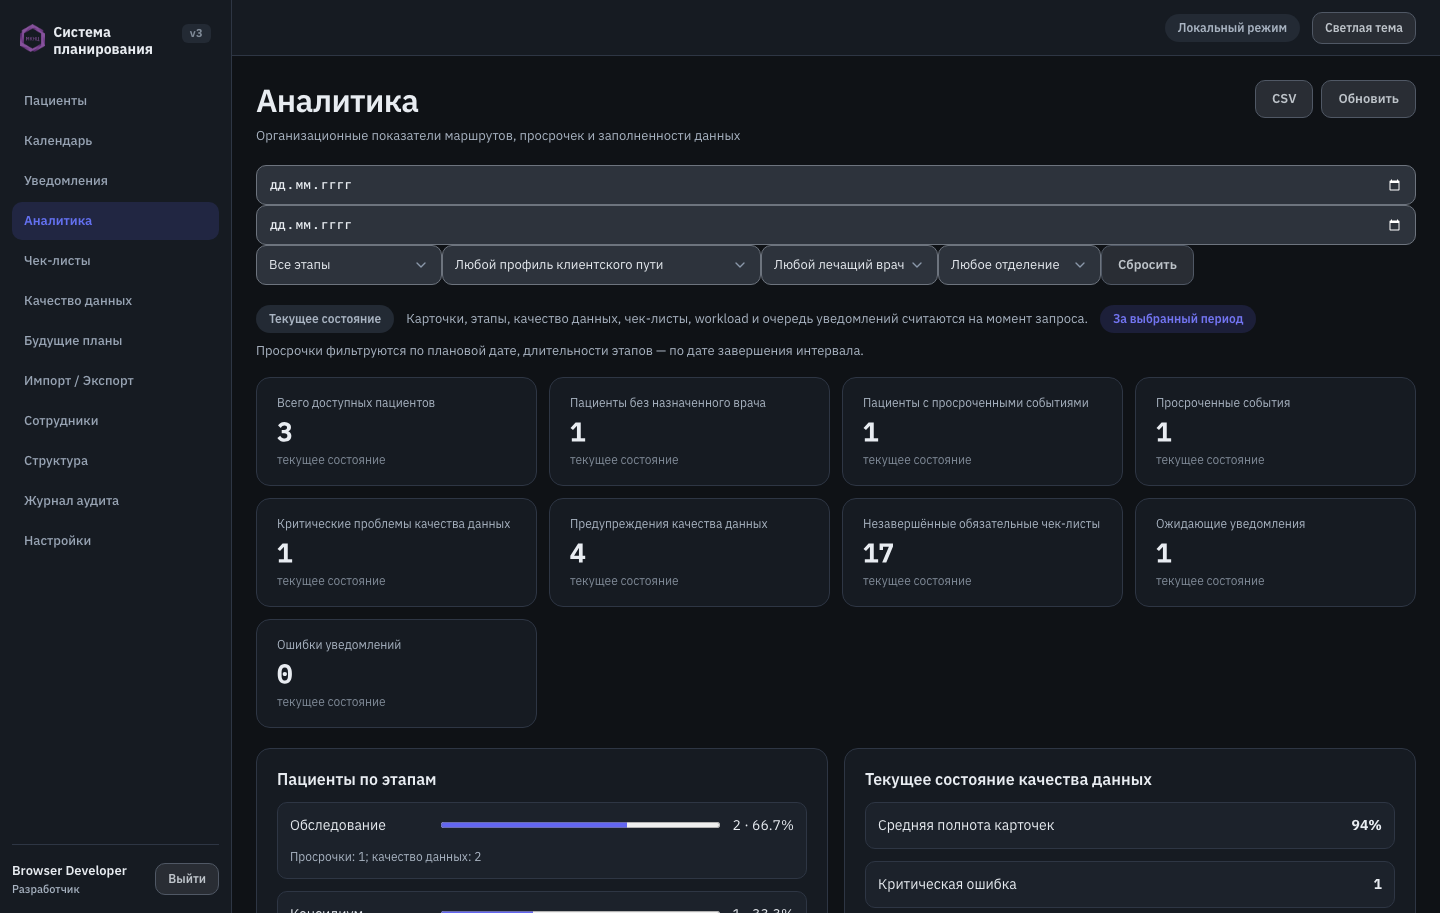 Система
планирования
v3
Пациенты
Календарь
Уведомления
Аналитика
Чек-листы
Качество данных
Будущие планы
Импорт / Экспорт
Сотрудники
Структура
Журнал аудита
Настройки
Browser Developer
Разработчик
Выйти
Локальный режим
Светлая тема
Аналитика
CSV
Обновить
Организационные показатели маршрутов, просрочек и заполненности данных
дд.мм.гггг
дд.мм.гггг
Все этапы
Любой профиль клиентского пути
Любой лечащий врач
Любое отделение
Сбросить
Текущее состояние
Карточки, этапы, качество данных, чек-листы, workload и очередь уведомлений считаются на момент запроса.
За выбранный период
Просрочки фильтруются по плановой дате, длительности этапов — по дате завершения интервала.
Всего доступных пациентов
3
текущее состояние
Пациенты без назначенного врача
1
текущее состояние
Пациенты с просроченными событиями
1
текущее состояние
Просроченные события
1
текущее состояние
Критические проблемы качества данных
1
текущее состояние
Предупреждения качества данных
4
текущее состояние
Незавершённые обязательные чек-листы
17
текущее состояние
Ожидающие уведомления
1
текущее состояние
Ошибки уведомлений
0
текущее состояние
Пациенты по этапам
Обследование
2 · 66.7%
Просрочки: 1; качество данных: 2
Консилиум
1 · 33.3%
Текущее состояние качества данных
Средняя полнота карточек
94%
Критическая ошибка
1